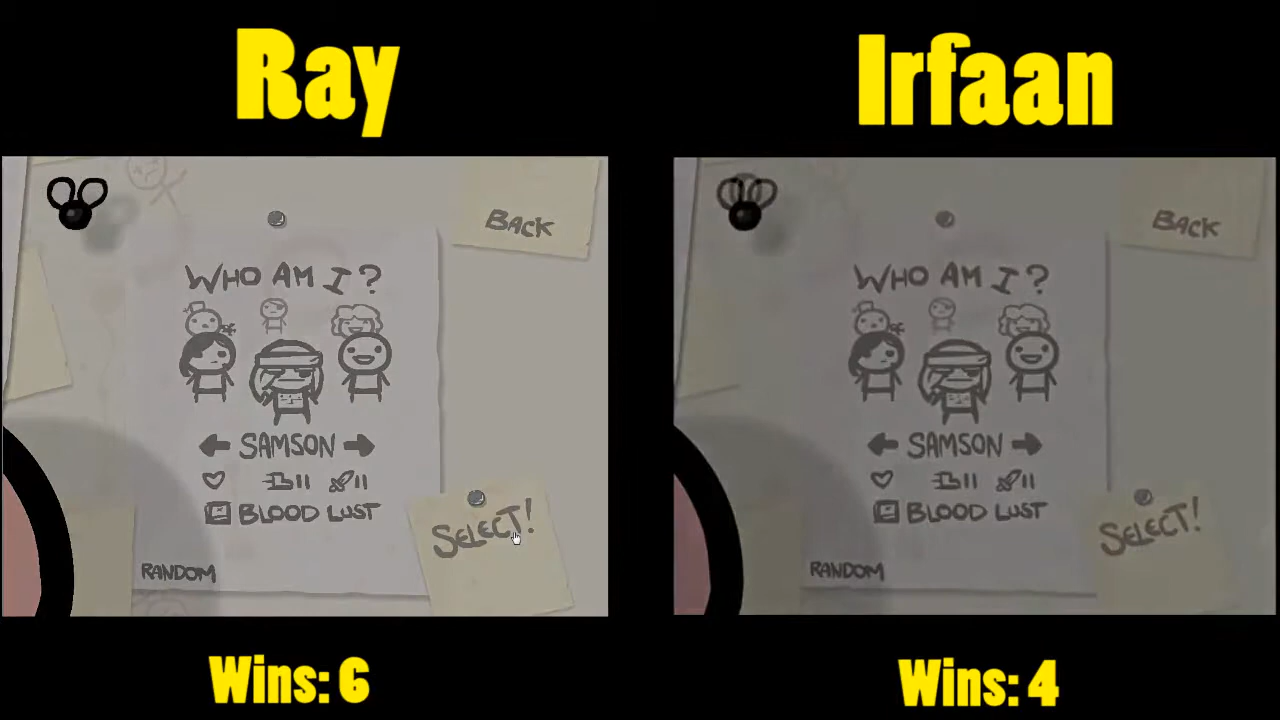 Ray
Irfaan
BACK
WHO AM I?
SAMSON
BLOOD LUST
SELECT!
RANDOM
BACK
WHO AM I?
SAMSON
BLOOD LUST
SELECT!
RANDOM
Wins: 6
Wins: 4